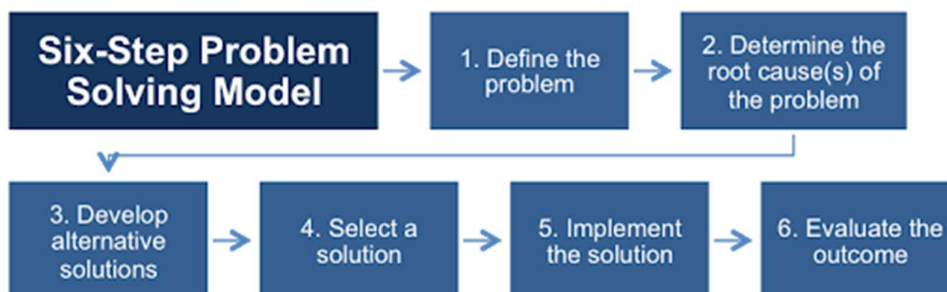 Six-Step Problem
Solving Model
1. Define the
problem
2. Determine the
root cause(s) of
the problem
3. Develop
alternative
solutions
4. Select a
solution
5. Implement
the solution
6. Evaluate the
outcome